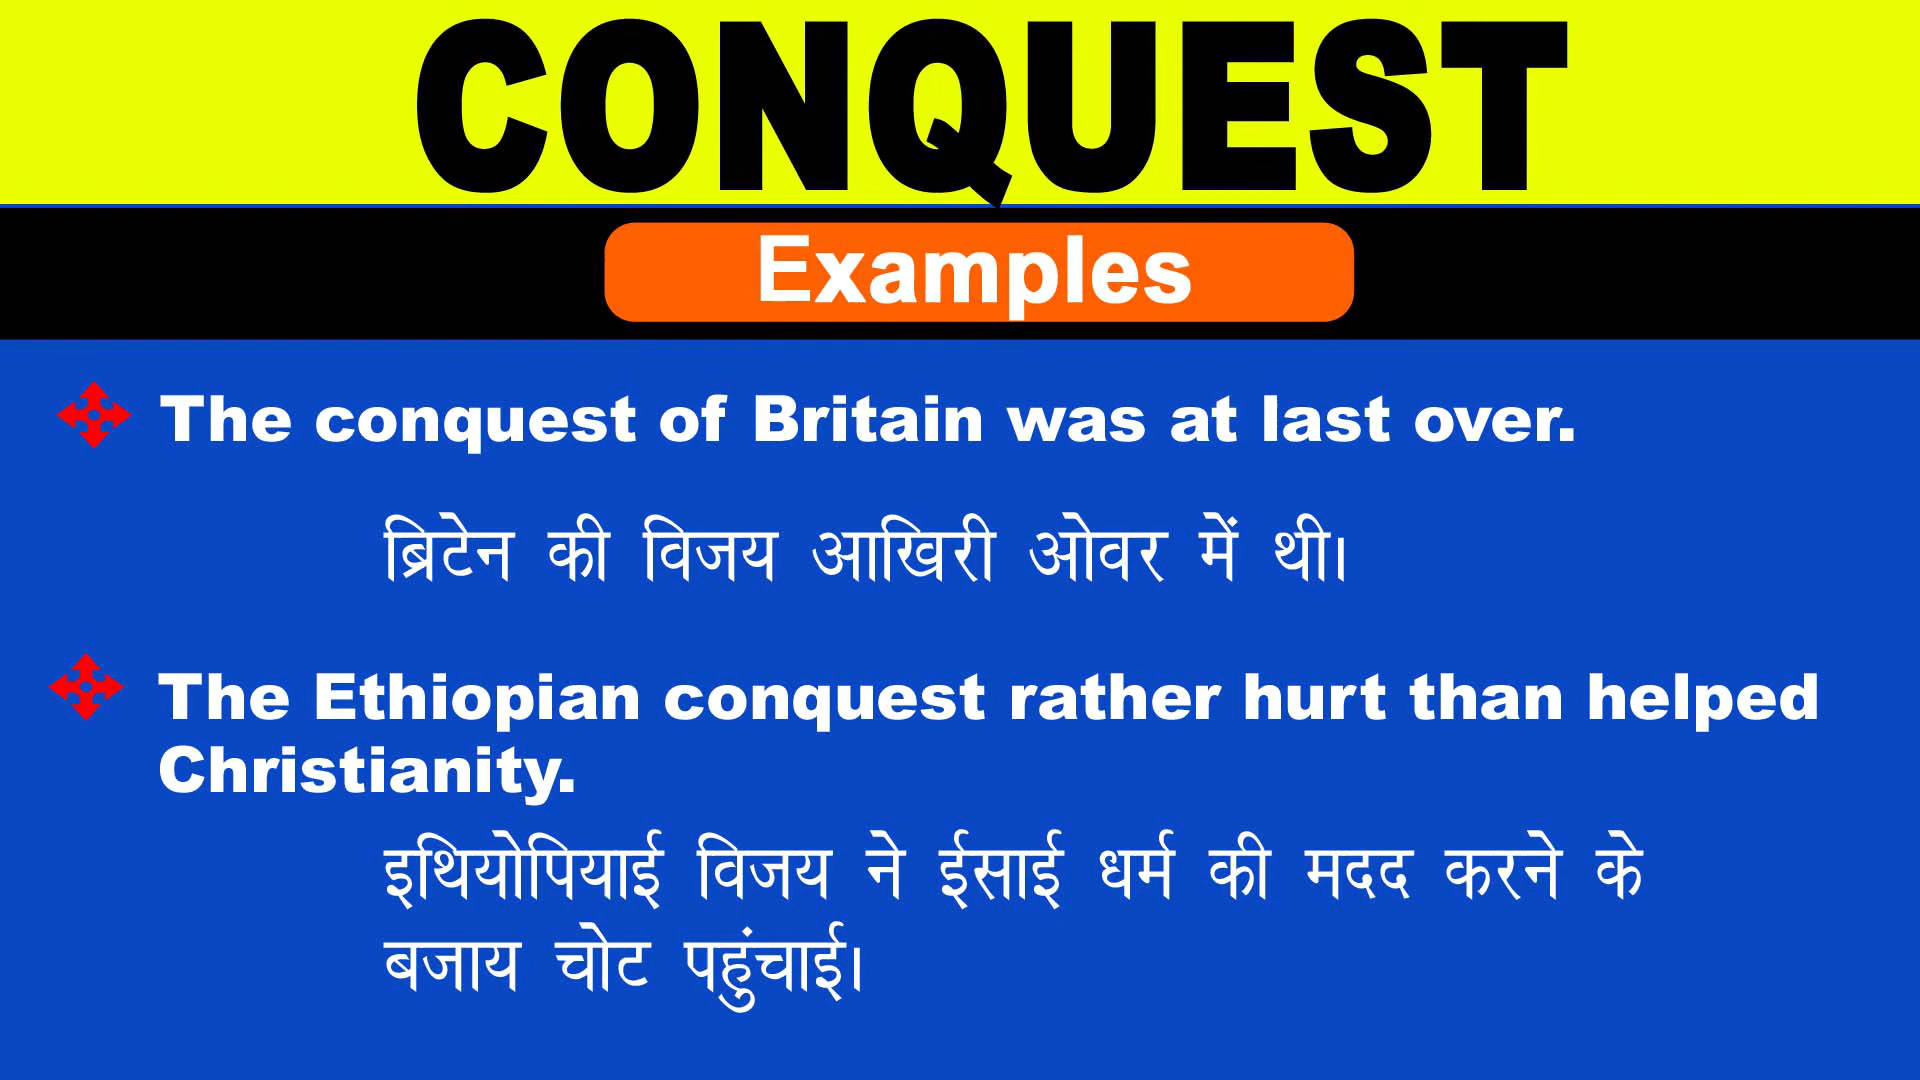 CONQUEST
Examples
The conquest of Britain was at last over.
ब्रिटेन की विजय आखिरी ओवर में थी।
The Ethiopian conquest rather hurt than helped
Christianity.
इथियोपियाई विजय ने ईसाई धर्म की मदद करने के
बजाय चोट पहुंचाई।